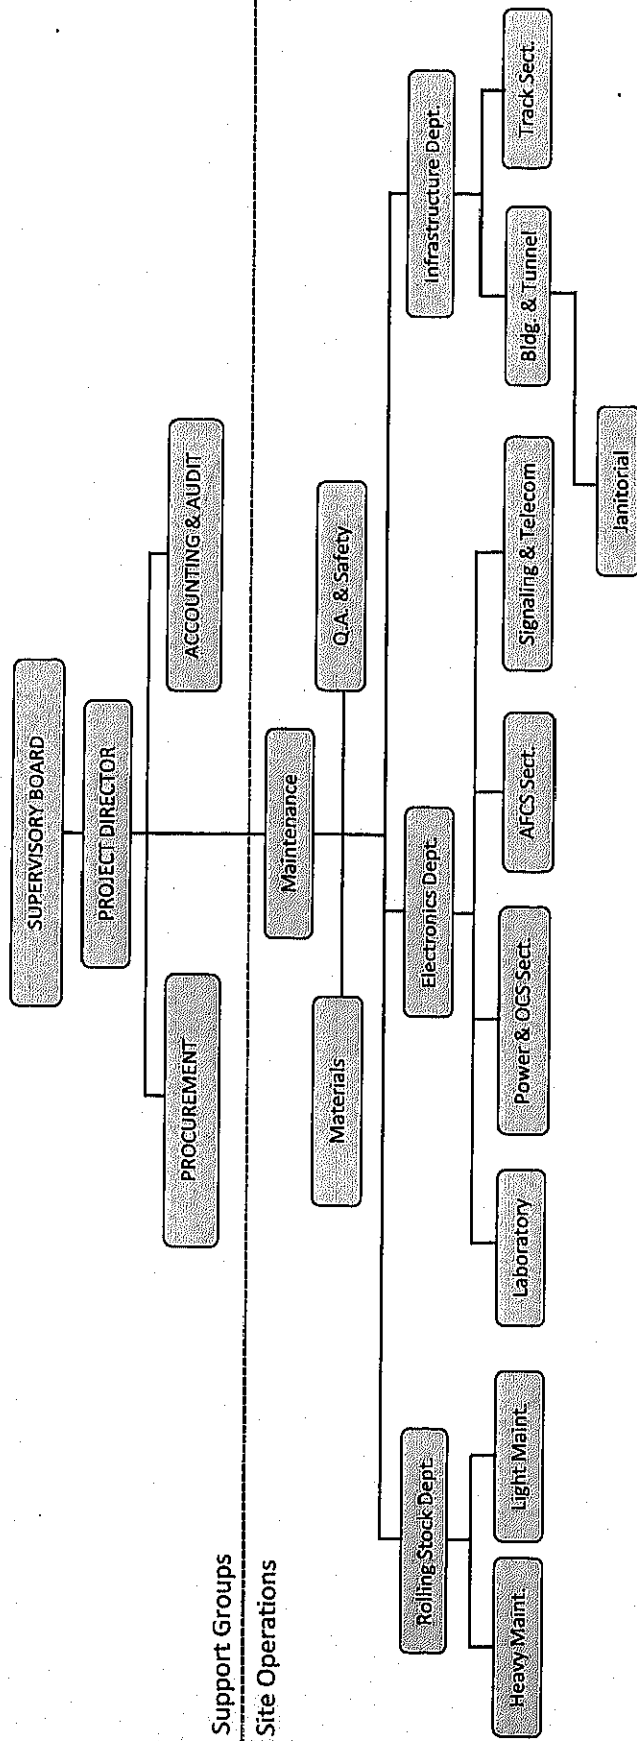 SUPERVISORY BOARD
PROJECT DIRECTOR
PROCUREMENT
ACCOUNTING & AUDIT
Support Groups
Site Operations
Maintenance
Materials
Q.A. & Safety
Rolling Stock Dept.
Electronics Dept.
Infrastructure Dept.
Heavy Maint.
Light Maint.
Laboratory
Power & OCS Sect.
AFCS Sect.
Signaling & Telecom
Bldg. & Tunnel
Track Sect.
Janitorial